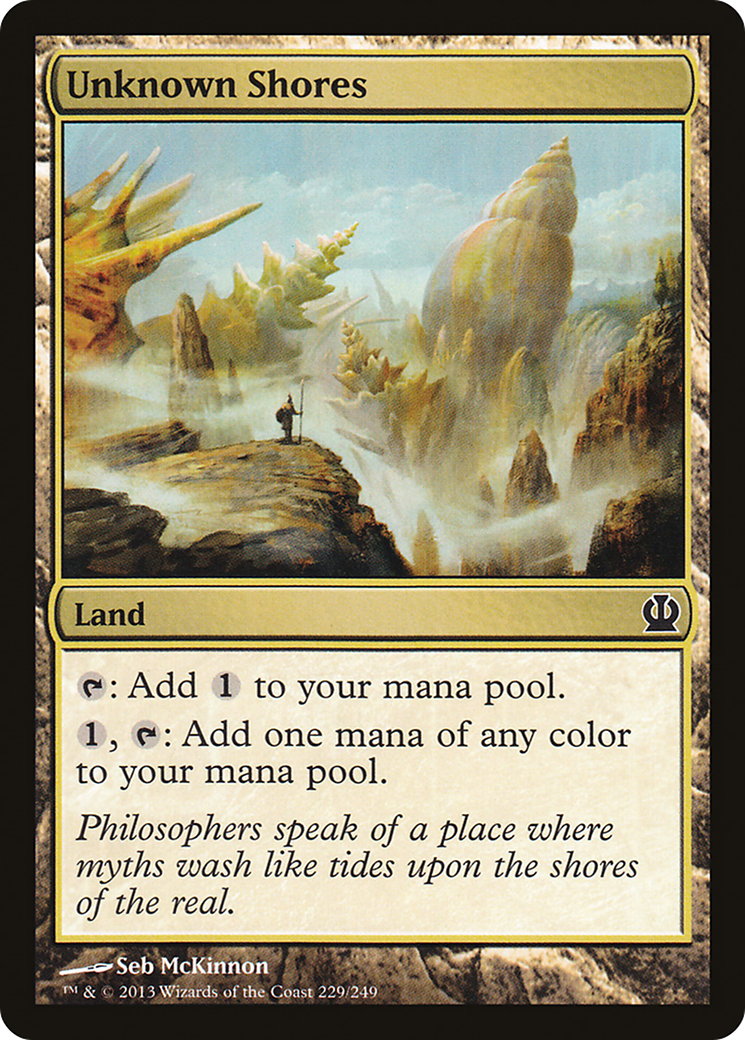 Unknown Shores
Land
: Add 1 to your mana pool.
1, : Add one mana of any color
to your mana pool.
Philosophers speak of a place where
myths wash like tides upon the shores
of the real.
Seb McKinnon
™ & © 2013 Wizards of the Coast 229/249